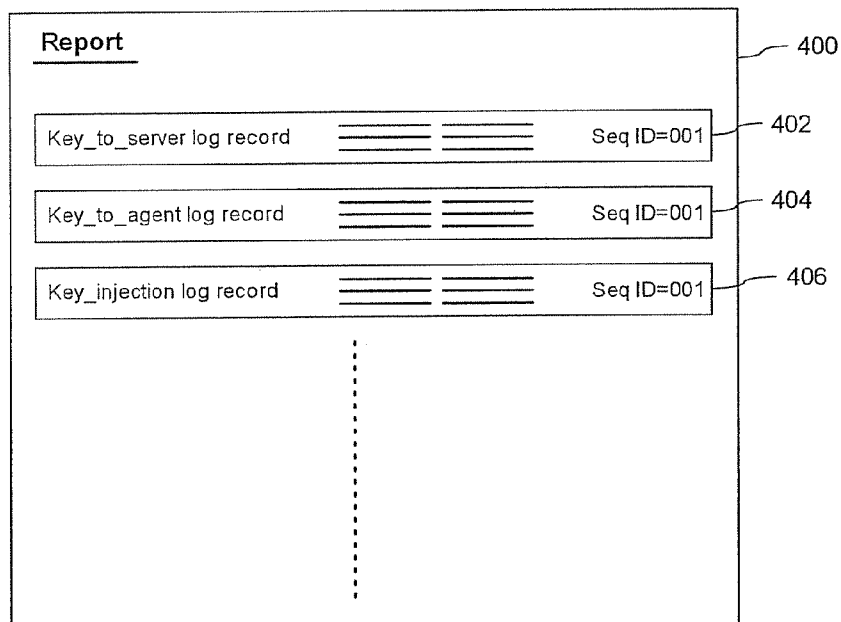 Report
400
Key_to_server log record Seq ID=001
402
Key_to_agent log record Seq ID=001
404
Key_injection log record Seq ID=001
406